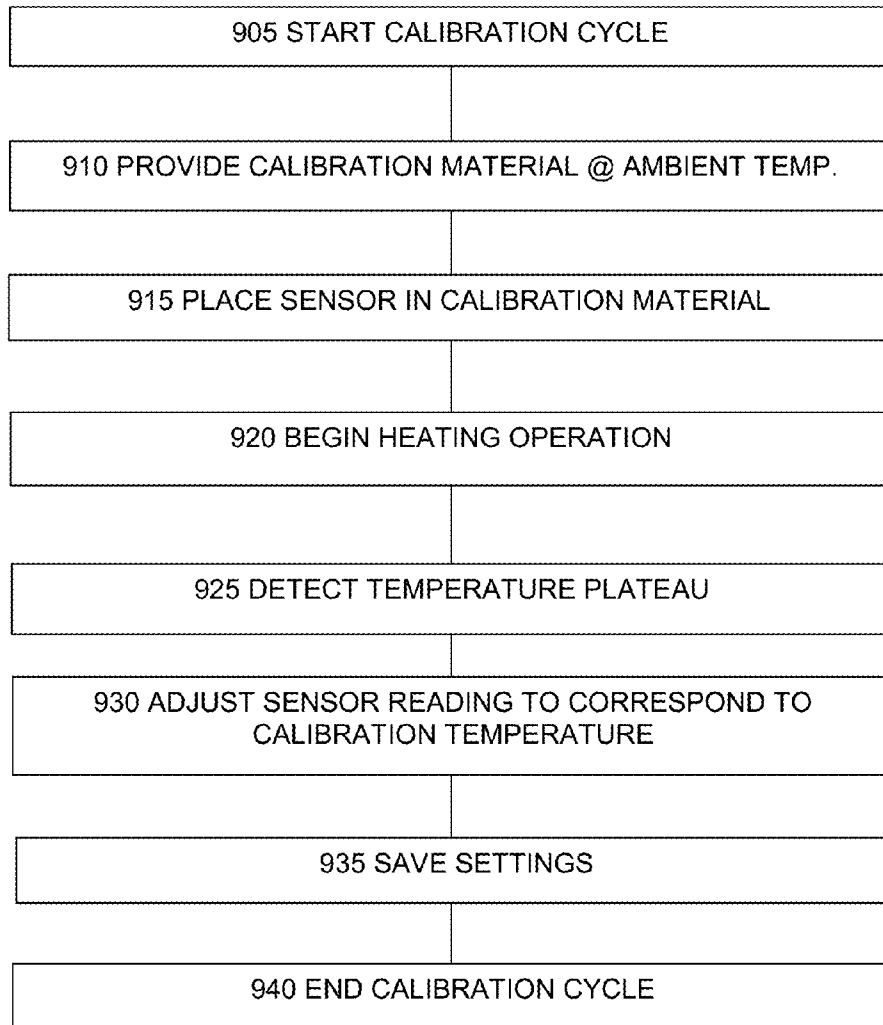 905 START CALIBRATION CYCLE
910 PROVIDE CALIBRATION MATERIAL @ AMBIENT TEMP.
915 PLACE SENSOR IN CALIBRATION MATERIAL
920 BEGIN HEATING OPERATION
925 DETECT TEMPERATURE PLATEAU
930 ADJUST SENSOR READING TO CORRESPOND TO
CALIBRATION TEMPERATURE
935 SAVE SETTINGS
940 END CALIBRATION CYCLE